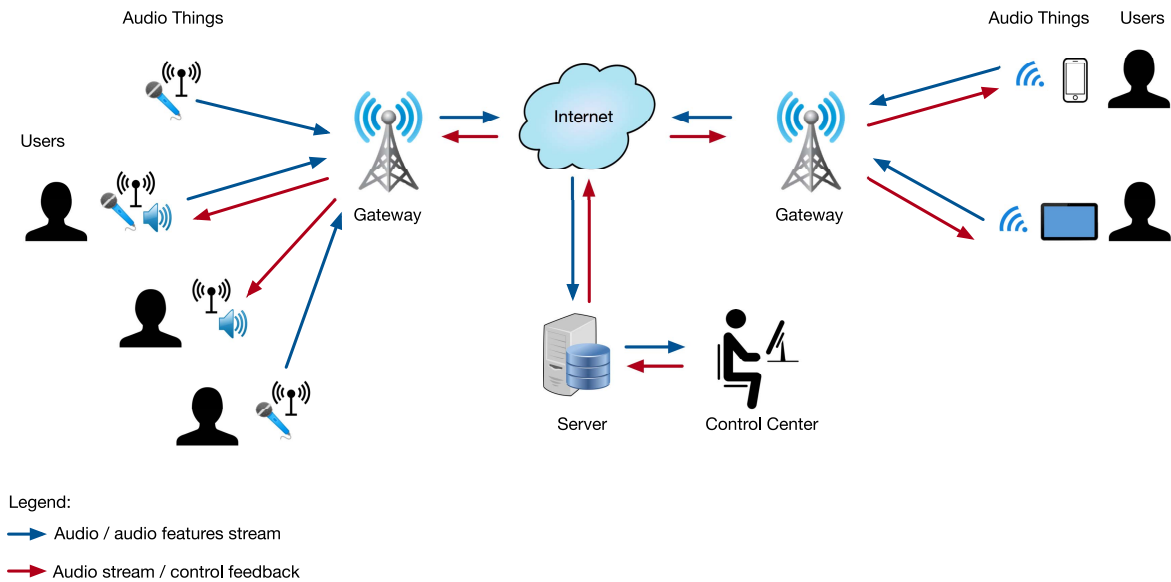 Audio Things
Audio Things
Users
Internet
Users
Gateway
Gateway
Server
Control Center
Legend:
Audio / audio features stream
Audio stream / control feedback